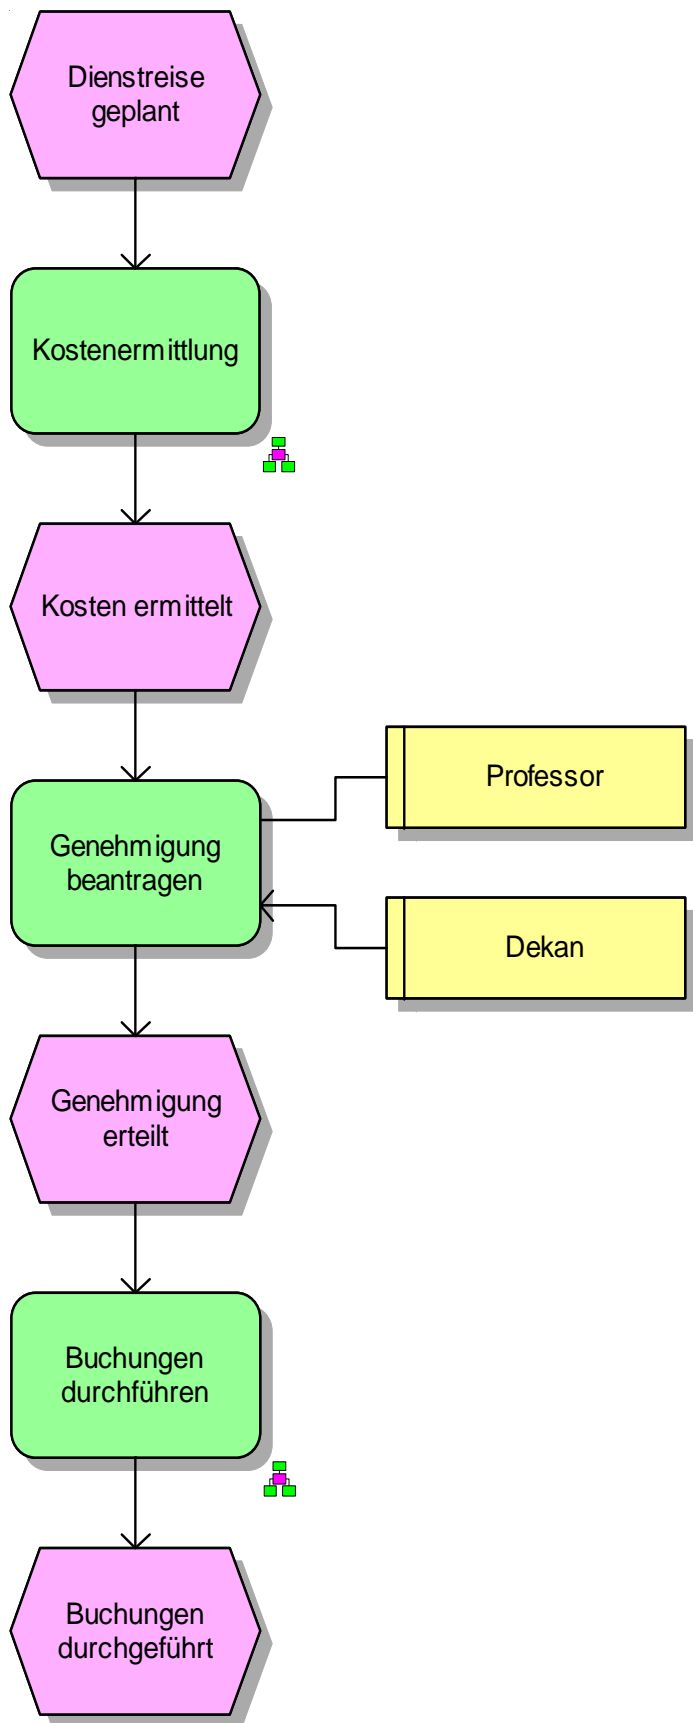 Dienstreise
geplant
Kostenermittlung
Kosten ermittelt
Professor
Genehmigung
beantragen
Dekan
Genehmigung
erteilt
Buchungen
durchführen
Buchungen
durchgeführt